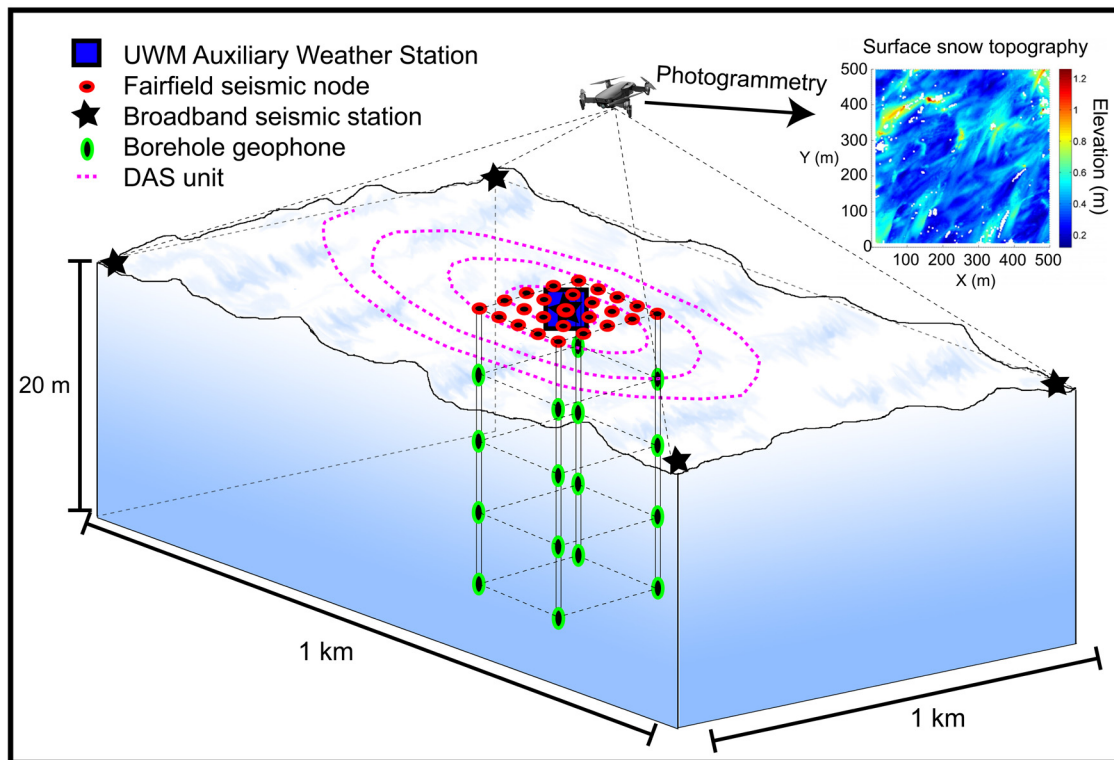 UWM Auxiliary Weather Station
Fairfield seismic node
Broadband seismic station
Borehole geophone
DAS unit
Photogrammetry
Surface snow topography
500
400
300
200
100
0
Y (m)
0 100 200 300 400 500
X (m)
1.2
1
0.8
0.6
0.4
0.2
Elevation (m)
20 m
1 km
1 km